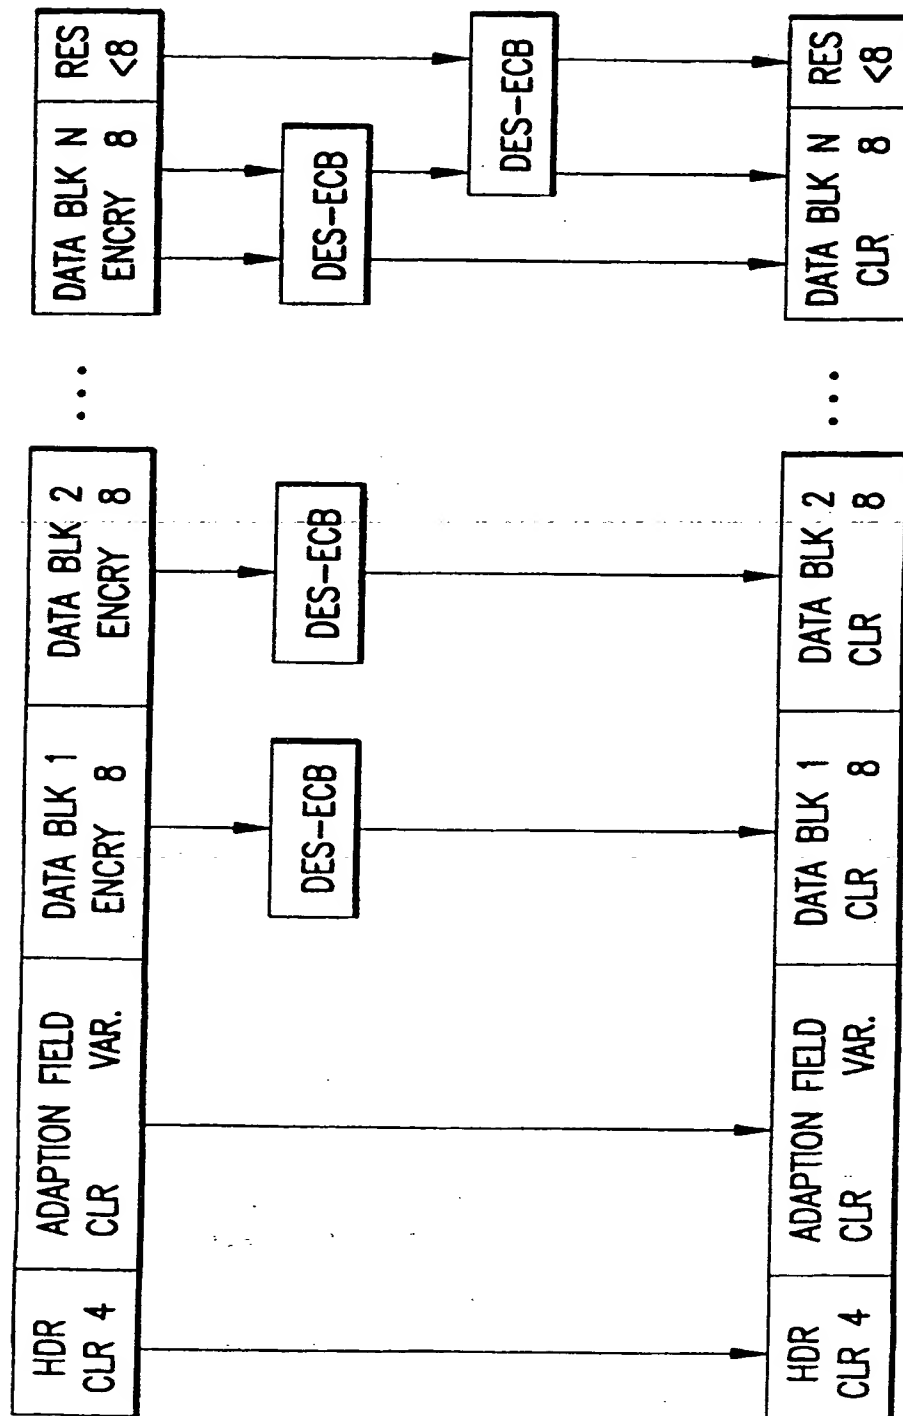 HDR
CLR 4
ADAPTION FIELD
CLR VAR.
DATA BLK 1
ENCRY 8
DATA BLK 2
ENCRY 8
...
DATA BLK N
ENCRY 8
RES
<8
DES-ECB
DES-ECB
DES-ECB
DES-ECB
HDR
CLR 4
ADAPTION FIELD
CLR VAR.
DATA BLK 1
CLR 8
DATA BLK 2
CLR 8
...
DATA BLK N
CLR 8
RES
<8